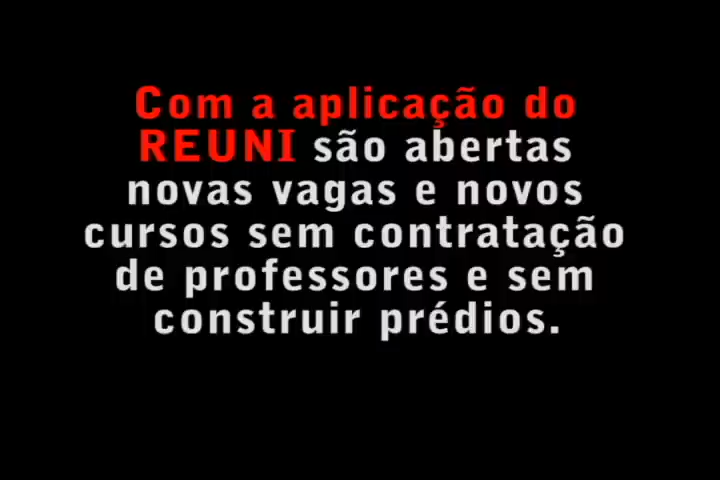 Com a aplicação do
REUNI são abertas
novas vagas e novos
cursos sem contratação
de professores e sem
construir prédios.